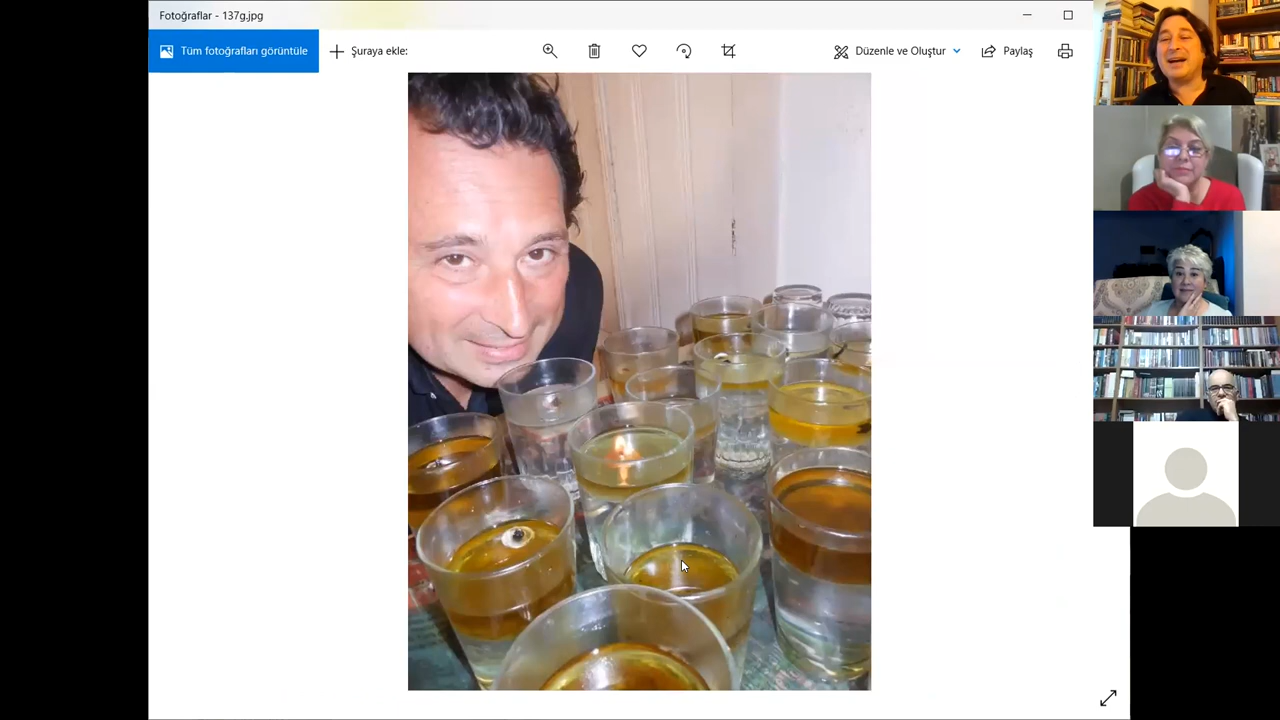 Fotoğraflar - 137g.jpg
Tüm fotoğrafları görüntüle
Şuraya ekle:
Düzenle ve Oluştur
Paylaş